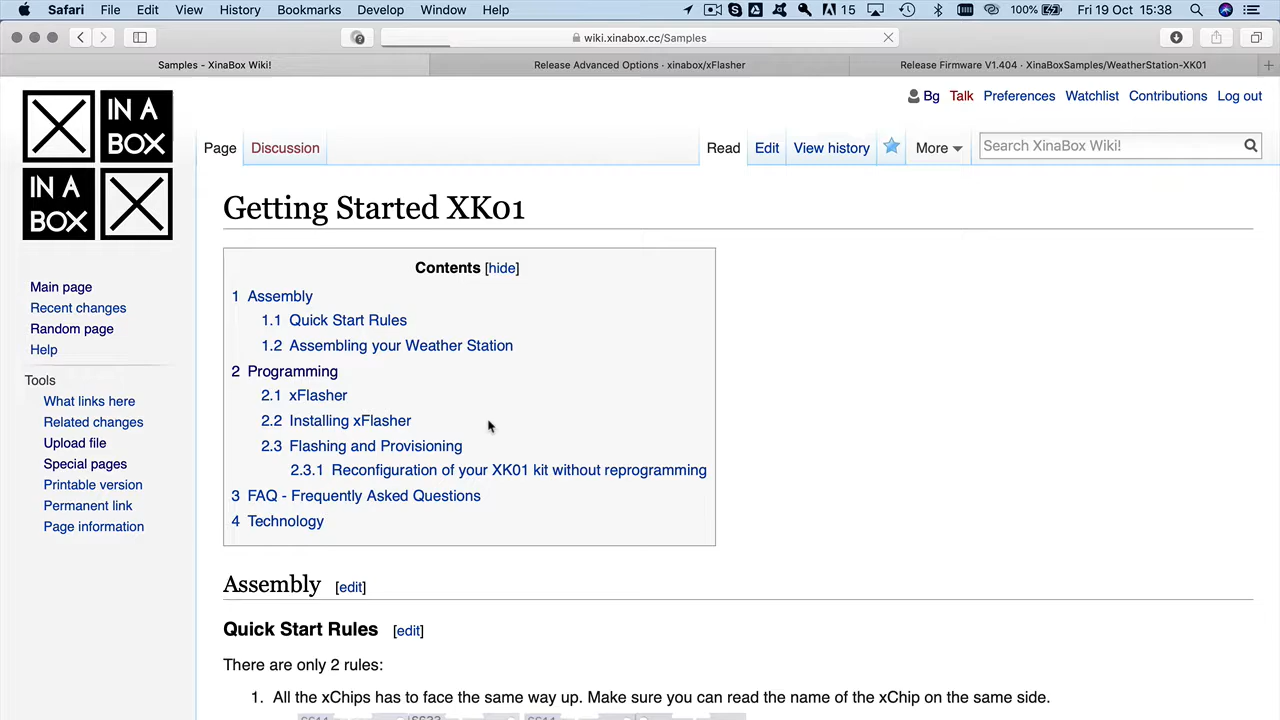 Safari File Edit View History Bookmarks Develop Window Help 15 100% Fri 19 Oct 15:38
wiki.xinabox.cc/Samples
Samples - XinaBox Wiki! Release Advanced Options · xinabox/xFlasher Release Firmware V1.404 · XinaBoxSamples/WeatherStation-XK01
Bg Talk Preferences Watchlist Contributions Log out
IN A
BOX
IN A
BOX
Page Discussion Read Edit View history More Search XinaBox Wiki!
Getting Started XK01
Contents [hide]
1 Assembly
1.1 Quick Start Rules
1.2 Assembling your Weather Station
2 Programming
2.1 xFlasher
2.2 Installing xFlasher
2.3 Flashing and Provisioning
2.3.1 Reconfiguration of your XK01 kit without reprogramming
3 FAQ - Frequently Asked Questions
4 Technology
Main page
Recent changes
Random page
Help
Tools
What links here
Related changes
Upload file
Special pages
Printable version
Permanent link
Page information
Assembly [edit]
Quick Start Rules [edit]
There are only 2 rules:
1. All the xChips has to face the same way up. Make sure you can read the name of the xChip on the same side.